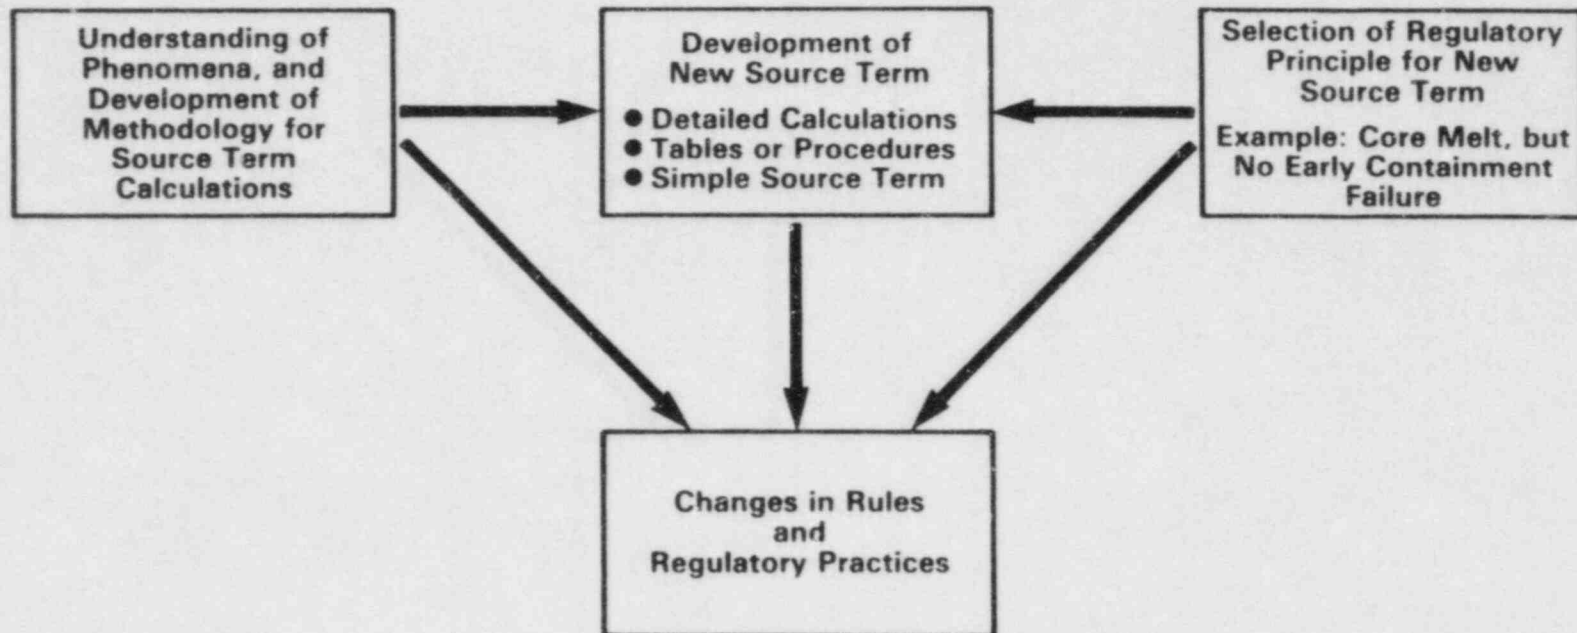 Understanding of
Phenomena, and
Development of
Methodology for
Source Term
Calculations
Development of
New Source Term
● Detailed Calculations
● Tables or Procedures
● Simple Source Term
Selection of Regulatory
Principle for New
Source Term
Example: Core Melt, but
No Early Containment
Failure
Changes in Rules
and
Regulatory Practices